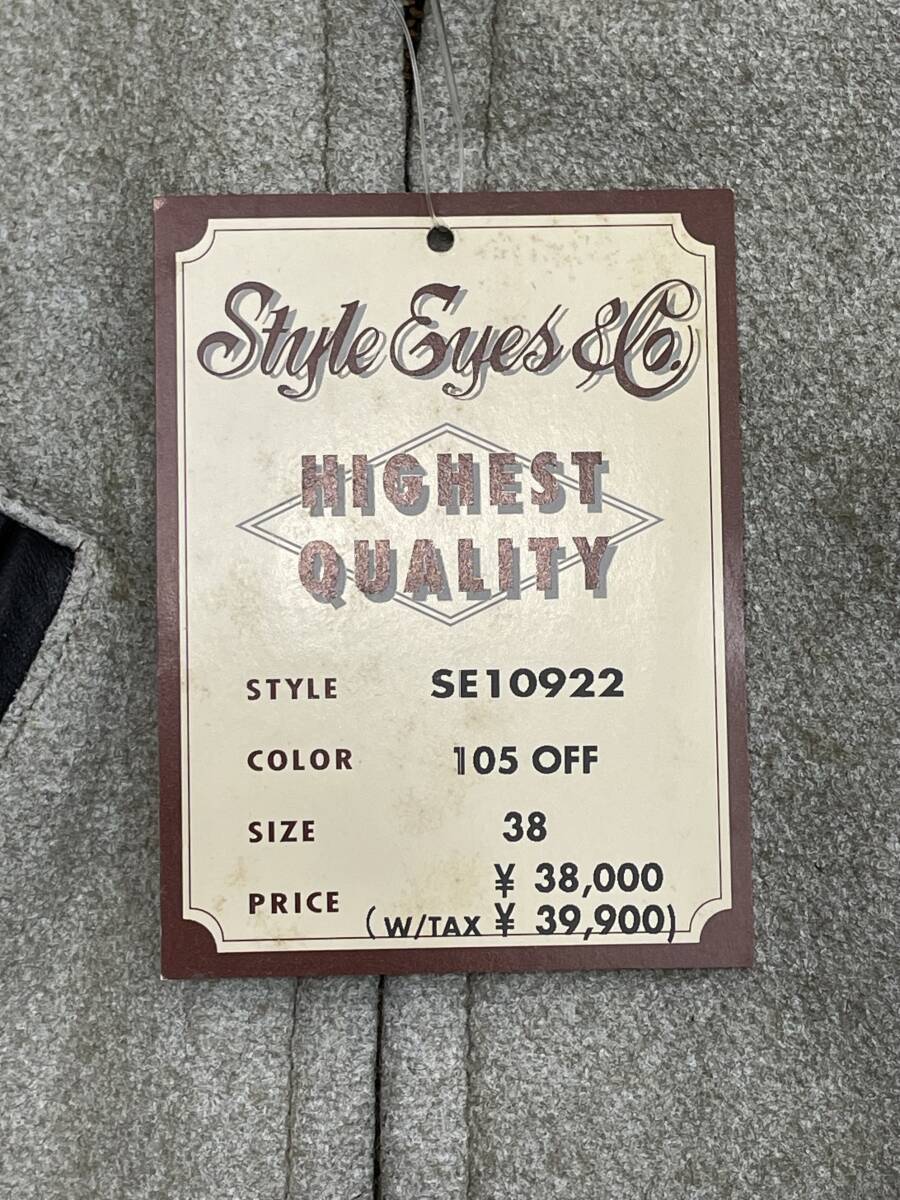 Style Eyes & Co.
HIGHEST
QUALITY
STYLE SE10922
COLOR 105 OFF
SIZE 38
PRICE ¥ 38,000
(W/TAX ¥ 39,900)